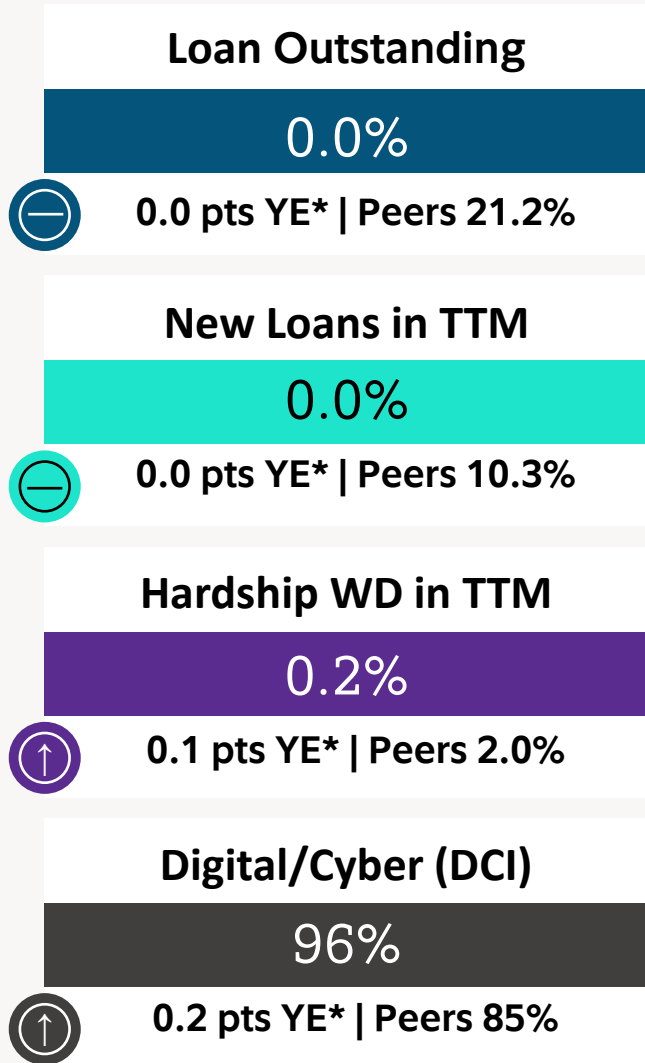 Loan Outstanding
0.0%
0.0 pts YE* | Peers 21.2%
New Loans in TTM
0.0%
0.0 pts YE* | Peers 10.3%
Hardship WD in TTM
0.2%
↑ 0.1 pts YE* | Peers 2.0%
Digital/Cyber (DCI)
96%
↑ 0.2 pts YE* | Peers 85%